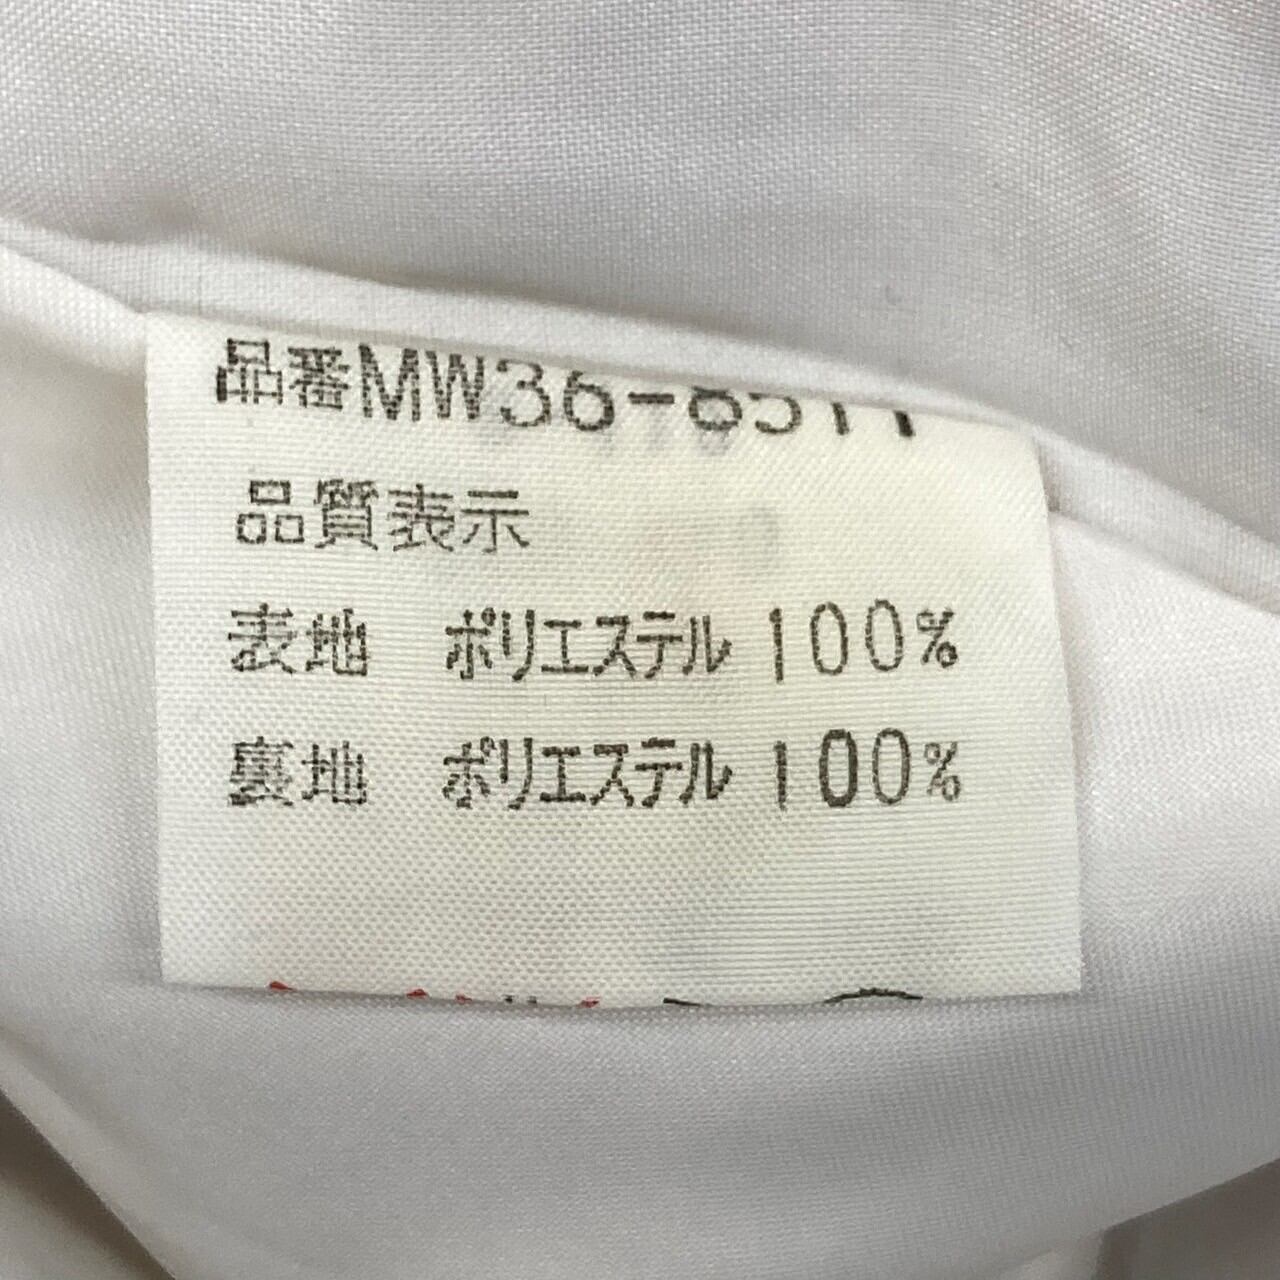 品番MW36-8511
品質表示
表地 ポリエステル 100%
裏地 ポリエステル 100%